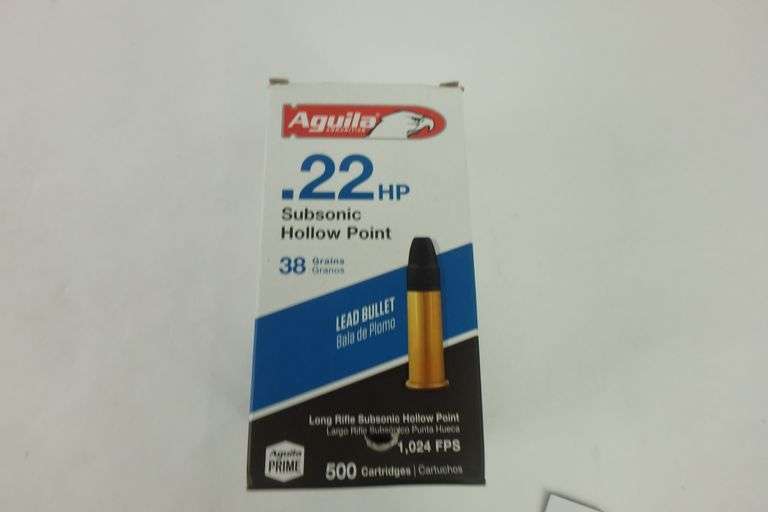 Aguila
.22 HP
Subsonic
Hollow Point
38 Grains
Granos
LEAD BULLET
Bala de Plomo
Long Rifle Subsonic Hollow Point
Largo Rifle Subsónico Punta Hueca
1,024 FPS
Aguila
PRIME
500 Cartridges | Cartuchos